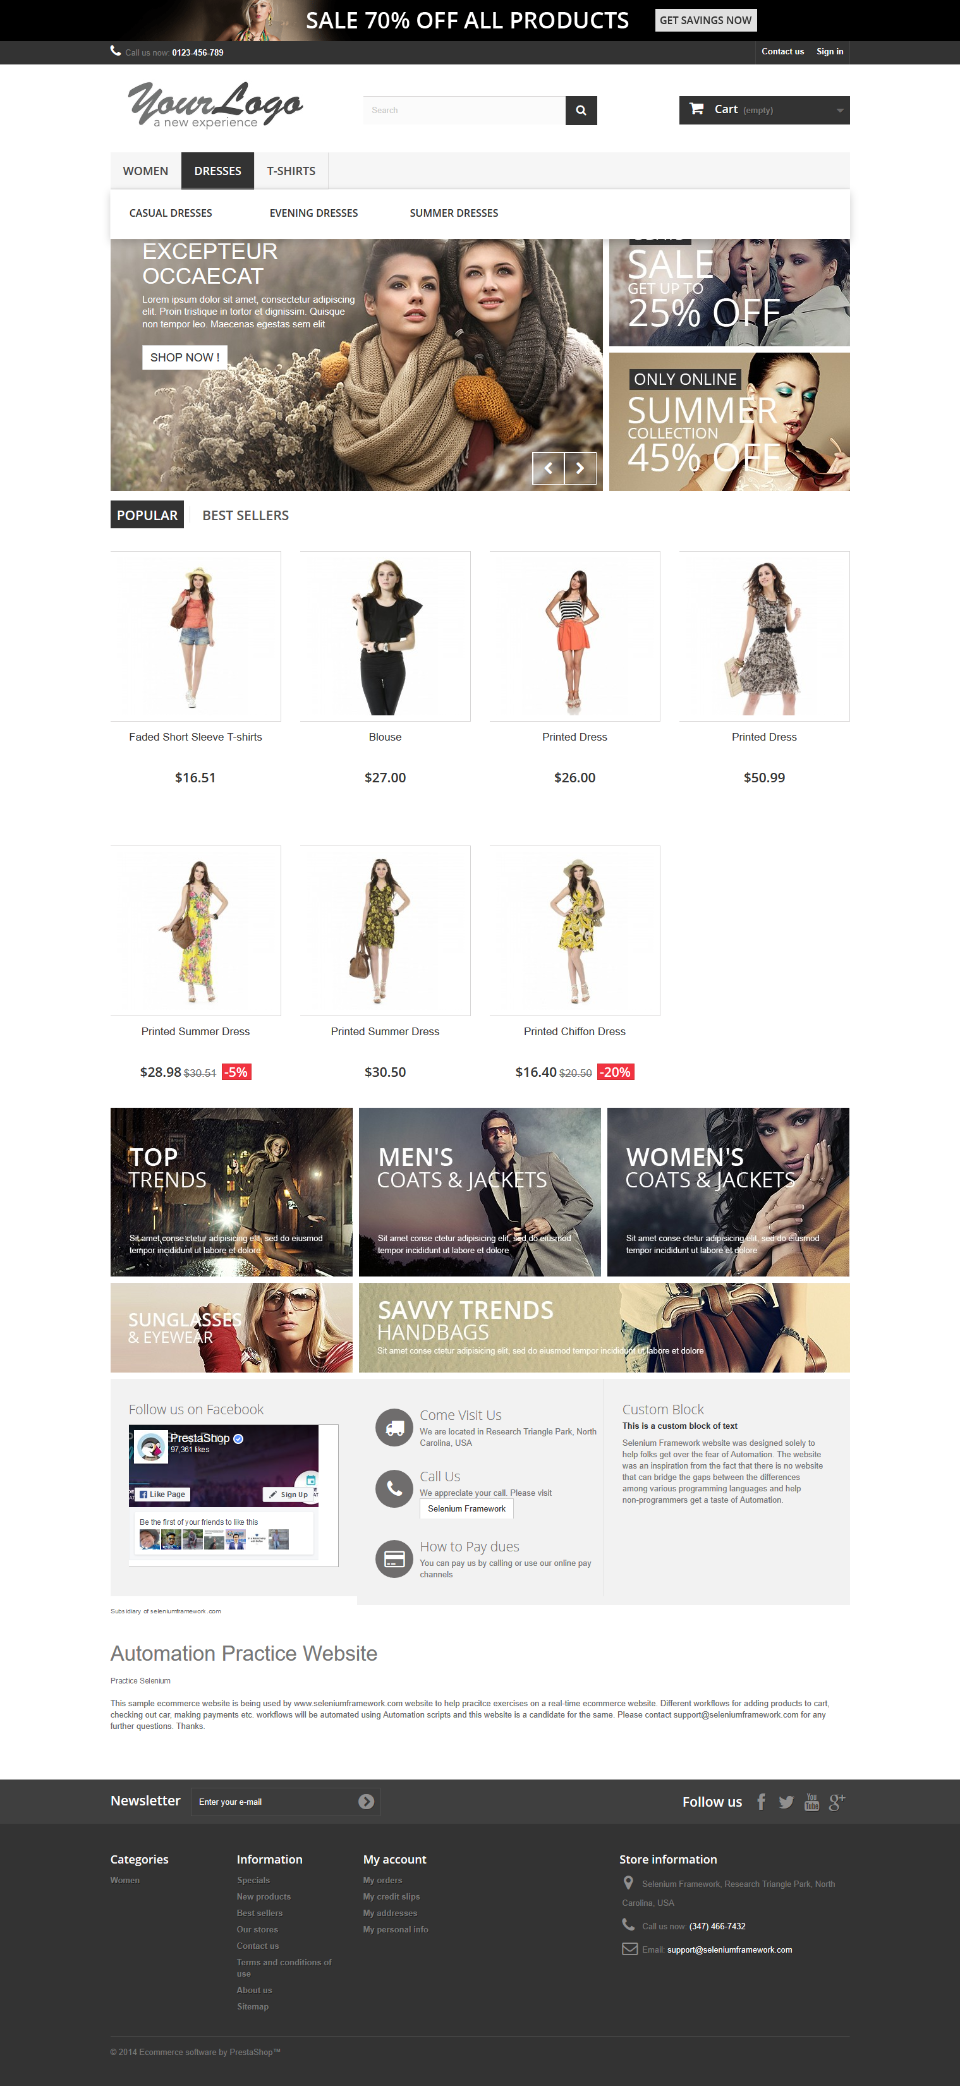 SALE 70% OFF ALL PRODUCTS
GET SAVINGS NOW
Call us now: 0123-456-789
Contact us
Sign in
YourLogo
a new experience
Search
Cart (empty)
WOMEN
DRESSES
T-SHIRTS
CASUAL DRESSES
EVENING DRESSES
SUMMER DRESSES
EXCEPTEUR
OCCAECAT
Lorem ipsum dolor sit amet, consectetur adipiscing
elit. Proin tristique in tortor et dignissim. Quisque
non tempor leo. Maecenas egestas sem elit
SHOP NOW !
SALE
GET UP TO
25% OFF
ONLY ONLINE
SUMMER
COLLECTION
45% OFF
POPULAR
BEST SELLERS
Faded Short Sleeve T-shirts
Blouse
Printed Dress
Printed Dress
$16.51
$27.00
$26.00
$50.99
Printed Summer Dress
Printed Summer Dress
Printed Chiffon Dress
$28.98 $30.51 -5%
$30.50
$16.40 $20.50 -20%
TOP
TRENDS
Sit amet conse ctetur adipisicing elit, sed do eiusmod
tempor incididunt ut labore et dolore
MEN'S
COATS & JACKETS
Sit amet conse ctetur adipisicing elit, sed do eiusmod
tempor incididunt ut labore et dolore
WOMEN'S
COATS & JACKETS
Sit amet conse ctetur adipisicing elit, sed do eiusmod
tempor incididunt ut labore et dolore
SUNGLASSES
& EYEWEAR
SAVVY TRENDS
HANDBAGS
Sit amet conse ctetur adipisicing elit, sed do eiusmod tempor incididunt ut labore et dolore
Follow us on Facebook
PrestaShop
97,361 likes
Like Page
Sign Up
Be the first of your friends to like this
Come Visit Us
We are located in Research Triangle Park, North
Carolina, USA
Call Us
We appreciate your call. Please visit
Selenium Framework
How to Pay dues
You can pay us by calling or use our online pay
channels
Custom Block
This is a custom block of text
Selenium Framework website was designed solely to
help folks get over the fear of Automation. The website
was an inspiration from the fact that there is no website
that can bridge the gaps between the differences
among various programming languages and help
non-programmers get a taste of Automation.
Subsidiary of seleniumframework.com
Automation Practice Website
Practice Selenium
This sample ecommerce website is being used by www.seleniumframework.com website to help pracitce exercises on a real-time ecommerce website. Different workflows for adding products to cart,
checking out car, making payments etc. workflows will be automated using Automation scripts and this website is a candidate for the same. Please contact support@seleniumframework.com for any
further questions. Thanks.
Newsletter
Enter your e-mail
Follow us
Categories
Women
Information
Specials
New products
Best sellers
Our stores
Contact us
Terms and conditions of
use
About us
Sitemap
My account
My orders
My credit slips
My addresses
My personal info
Store information
Selenium Framework, Research Triangle Park, North
Carolina, USA
Call us now: (347) 466-7432
Email: support@seleniumframework.com
© 2014 Ecommerce software by PrestaShop™